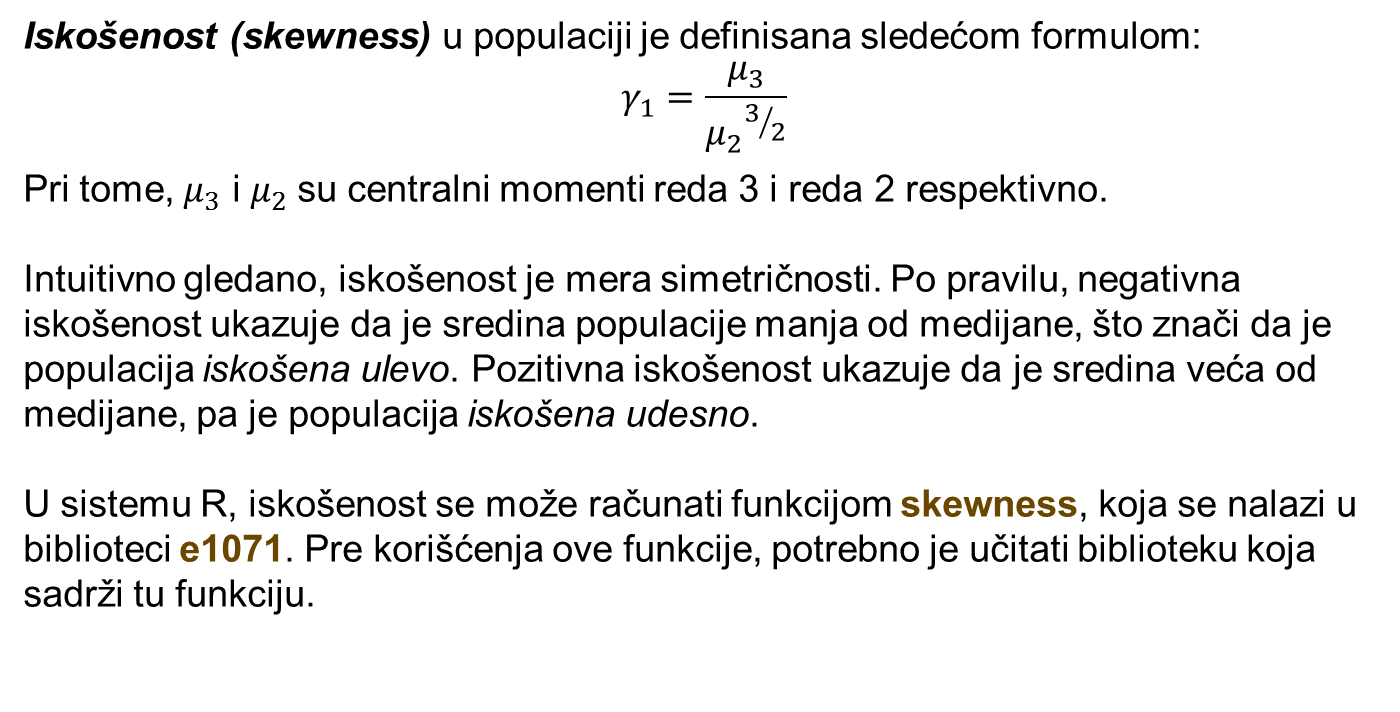 Iskošenost (skewness) u populaciji je definisana sledećom formulom:
γ₁ = μ₃ / μ₂^(3/2)
Pri tome, μ₃ i μ₂ su centralni momenti reda 3 i reda 2 respektivno.
Intuitivno gledano, iskošenost je mera simetričnosti. Po pravilu, negativna
iskošenost ukazuje da je sredina populacije manja od medijane, što znači da je
populacija iskošena ulevo. Pozitivna iskošenost ukazuje da je sredina veća od
medijane, pa je populacija iskošena udesno.
U sistemu R, iskošenost se može računati funkcijom skewness, koja se nalazi u
biblioteci e1071. Pre korišćenja ove funkcije, potrebno je učitati biblioteku koja
sadrži tu funkciju.